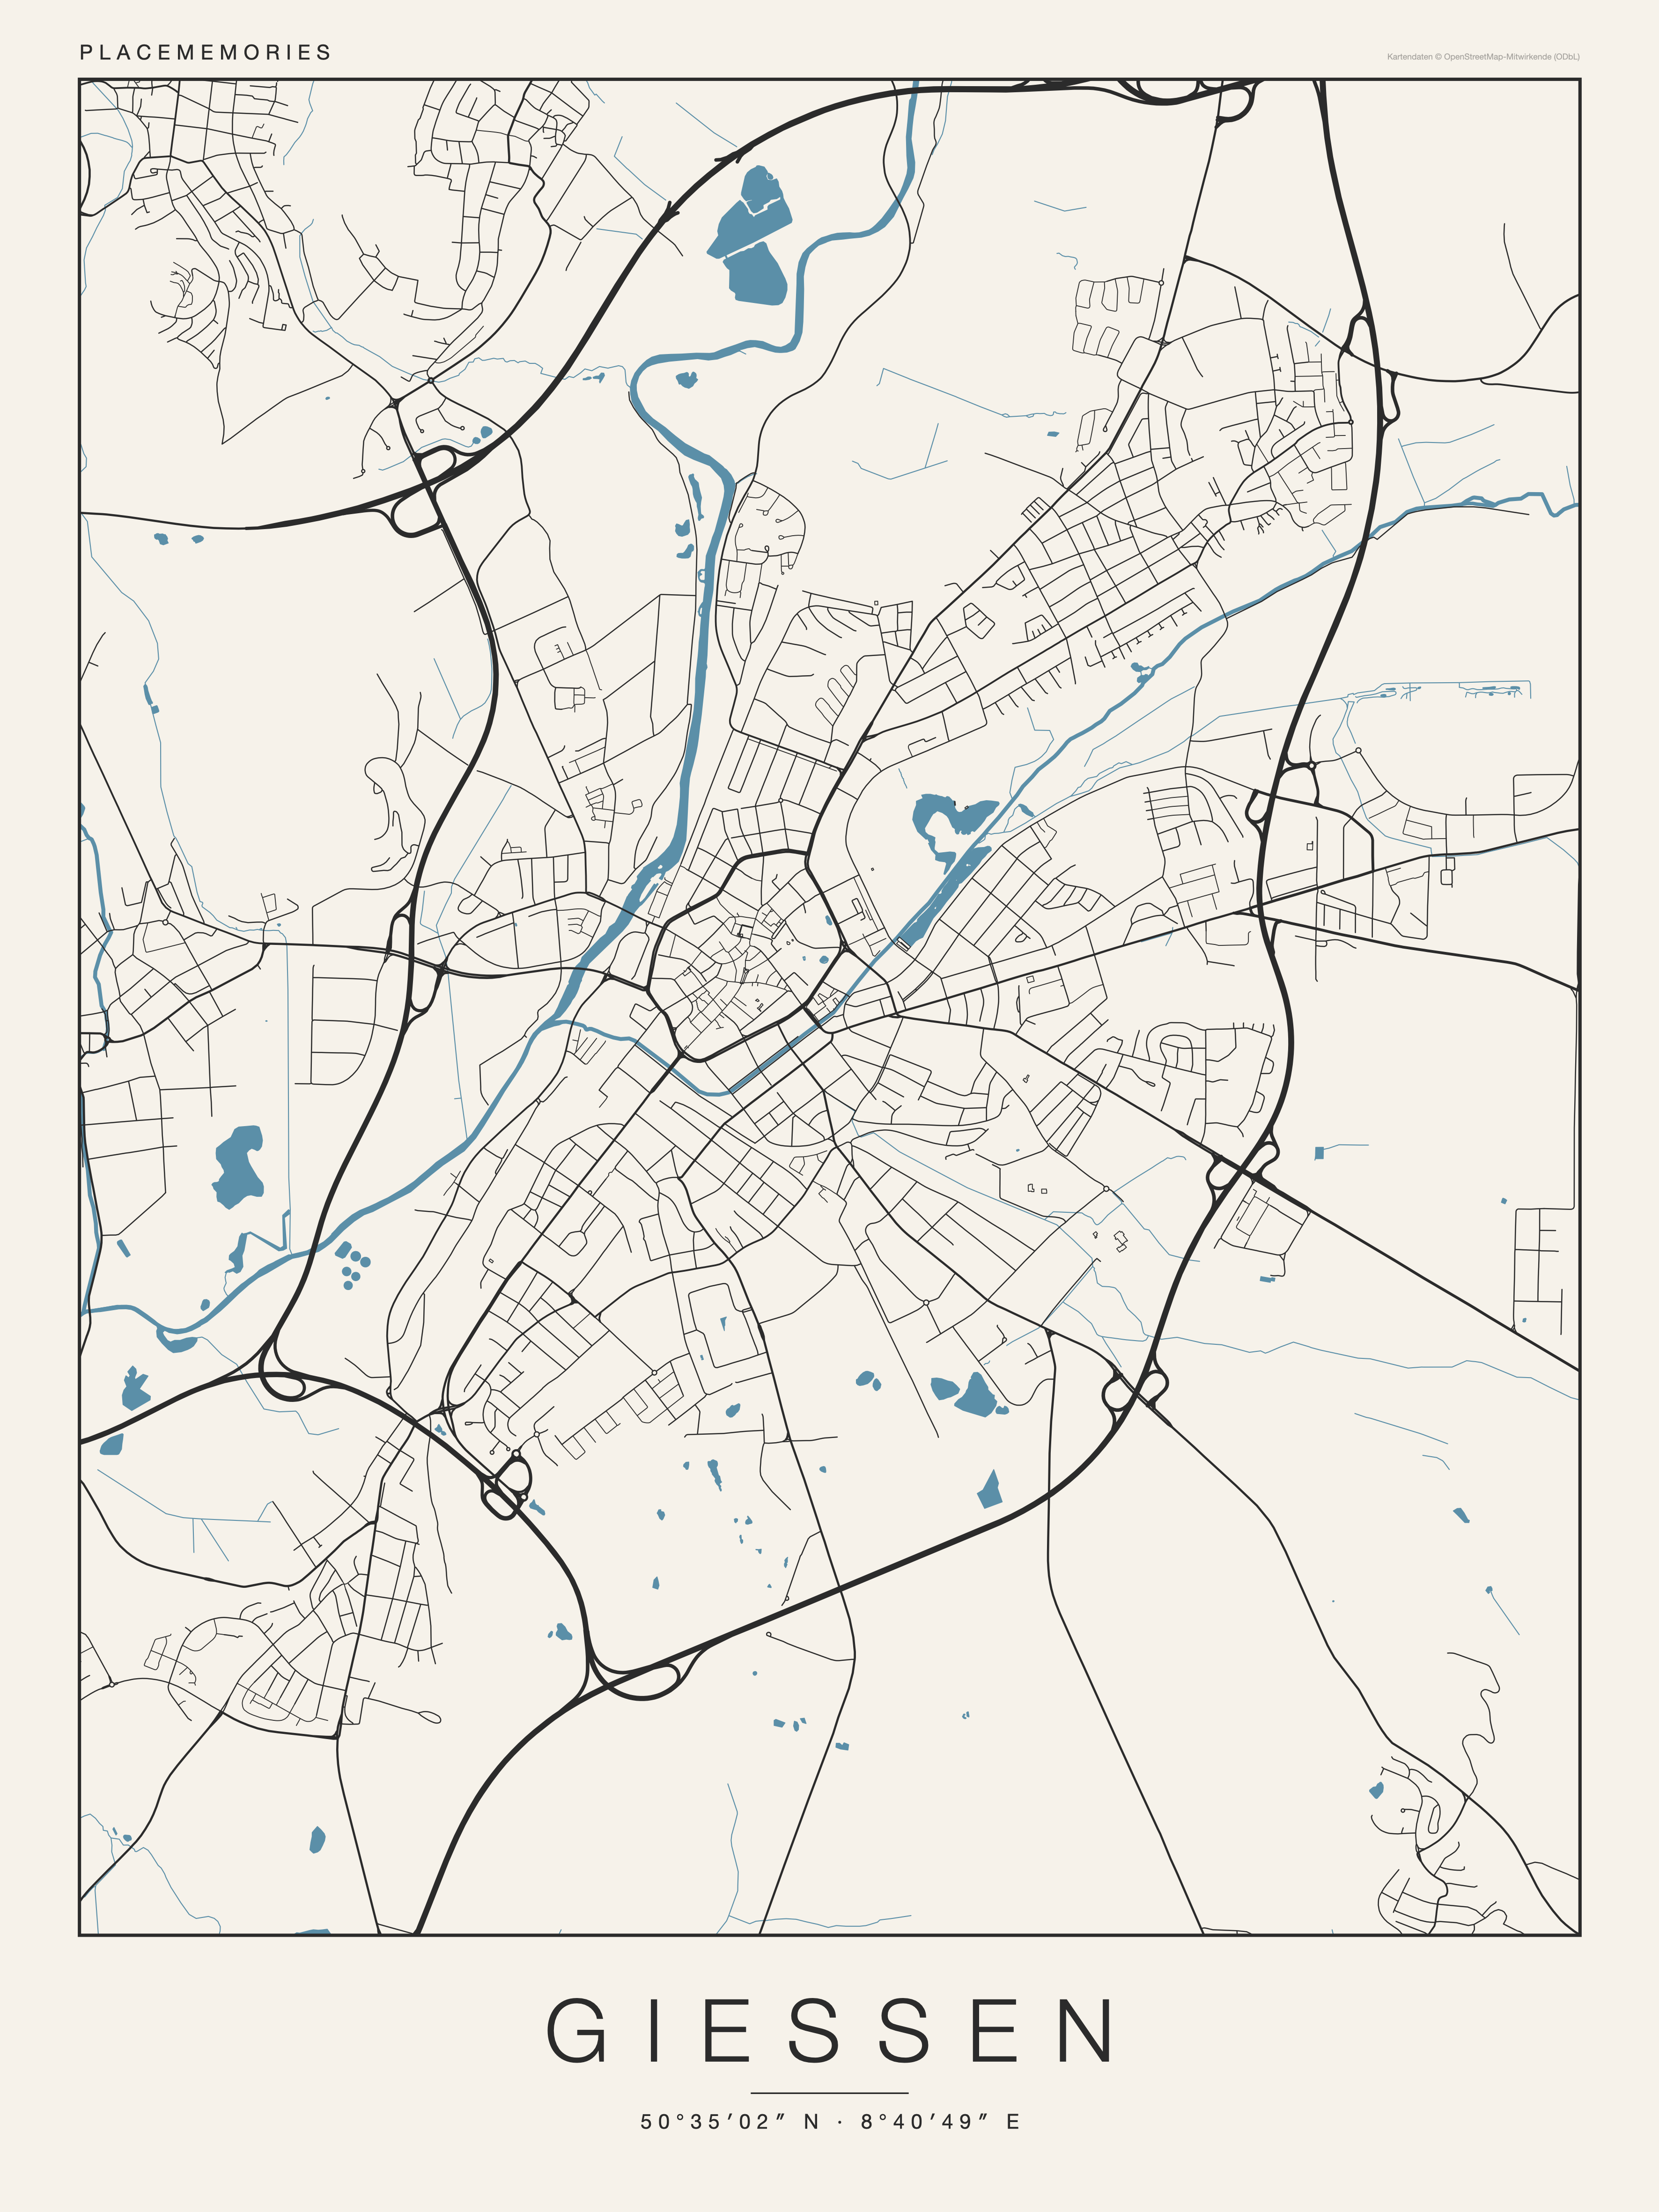 PLACEMEMORIES
Kartendaten © OpenStreetMap-Mitwirkende (ODbL)
GIESSEN
50°35′02″ N · 8°40′49″ E